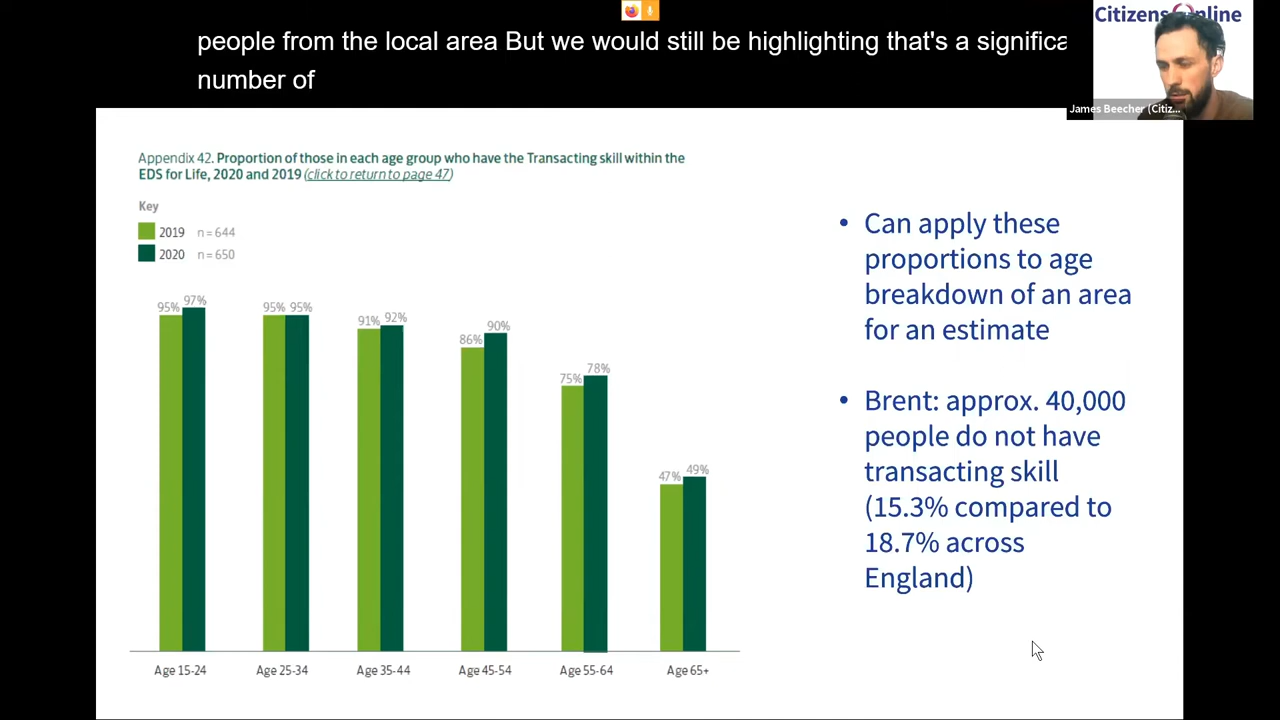 people from the local area But we would still be highlighting that's a significa
number of
Citizens Online
James Beecher (Citiz...
Appendix 42. Proportion of those in each age group who have the Transacting skill within the
EDS for Life, 2020 and 2019 (click to return to page 47)
Key
2019 n = 644
2020 n = 650
95% 97%
95% 95%
91% 92%
86% 90%
75% 78%
47% 49%
Age 15-24 Age 25-34 Age 35-44 Age 45-54 Age 55-64 Age 65+
• Can apply these
proportions to age
breakdown of an area
for an estimate
• Brent: approx. 40,000
people do not have
transacting skill
(15.3% compared to
18.7% across
England)